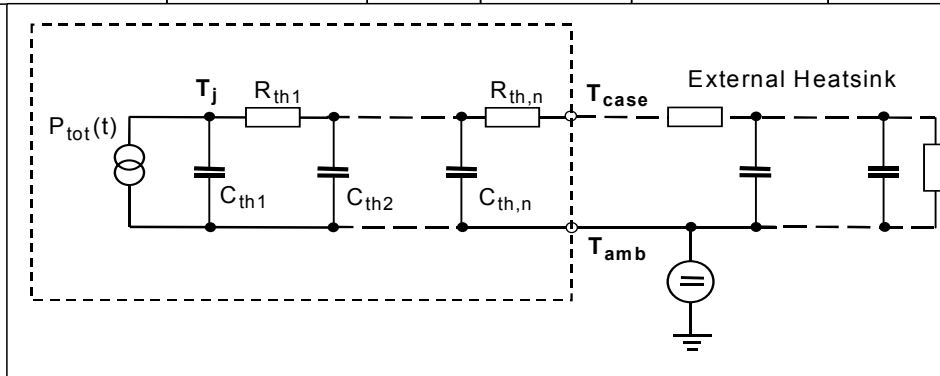 External Heatsink
T_j R_th1 R_th,n T_case
P_tot(t)
C_th1 C_th2 C_th,n
T_amb